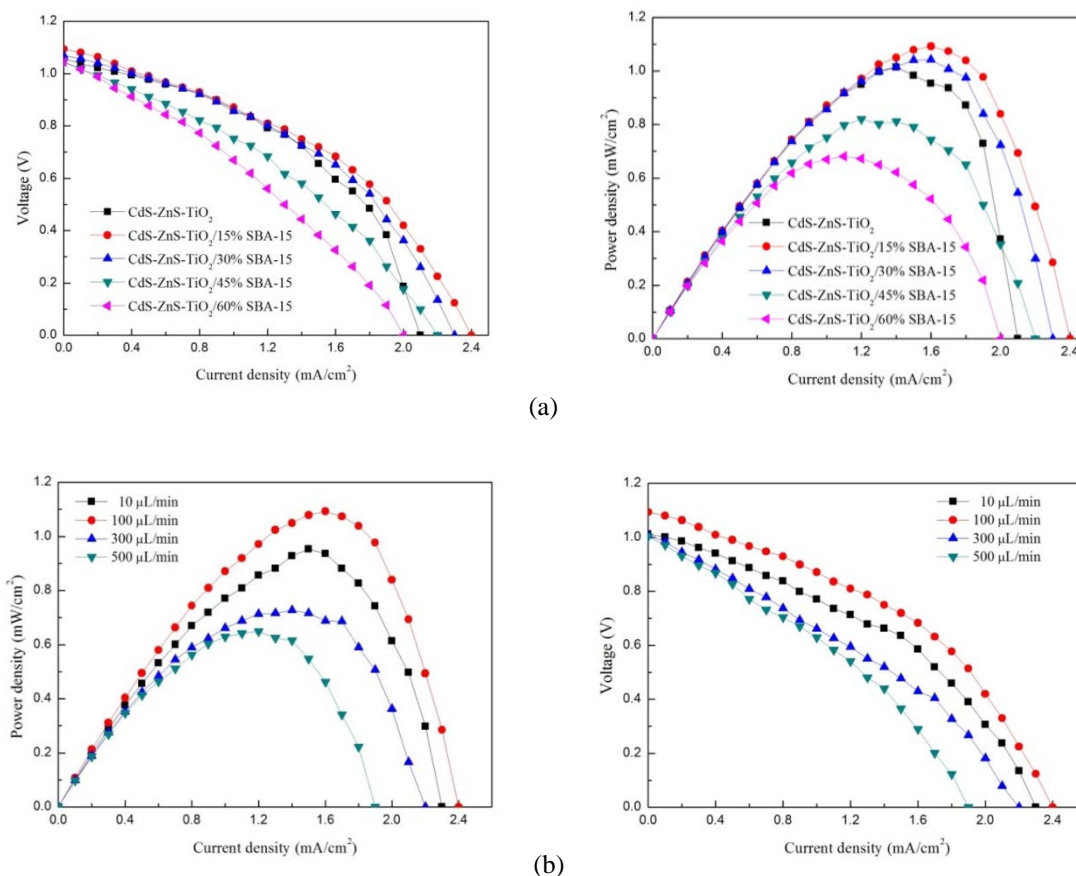 1.2
1.0
0.8
0.6
0.4
0.2
0.0
Voltage (V)
CdS-ZnS-TiO₂
CdS-ZnS-TiO₂/15% SBA-15
CdS-ZnS-TiO₂/30% SBA-15
CdS-ZnS-TiO₂/45% SBA-15
CdS-ZnS-TiO₂/60% SBA-15
0.0 0.4 0.8 1.2 1.6 2.0 2.4
Current density (mA/cm²)
1.2
1.0
0.8
0.6
0.4
0.2
0.0
Power density (mW/cm²)
CdS-ZnS-TiO₂
CdS-ZnS-TiO₂/15% SBA-15
CdS-ZnS-TiO₂/30% SBA-15
CdS-ZnS-TiO₂/45% SBA-15
CdS-ZnS-TiO₂/60% SBA-15
0.0 0.4 0.8 1.2 1.6 2.0 2.4
Current density (mA/cm²)
(a)
1.2
1.0
0.8
0.6
0.4
0.2
0.0
Power density (mW/cm²)
10 µL/min
100 µL/min
300 µL/min
500 µL/min
0.0 0.4 0.8 1.2 1.6 2.0 2.4
Current density (mA/cm²)
1.2
1.0
0.8
0.6
0.4
0.2
0.0
Voltage (V)
10 µL/min
100 µL/min
300 µL/min
500 µL/min
0.0 0.4 0.8 1.2 1.6 2.0 2.4
Current density (mA/cm²)
(b)